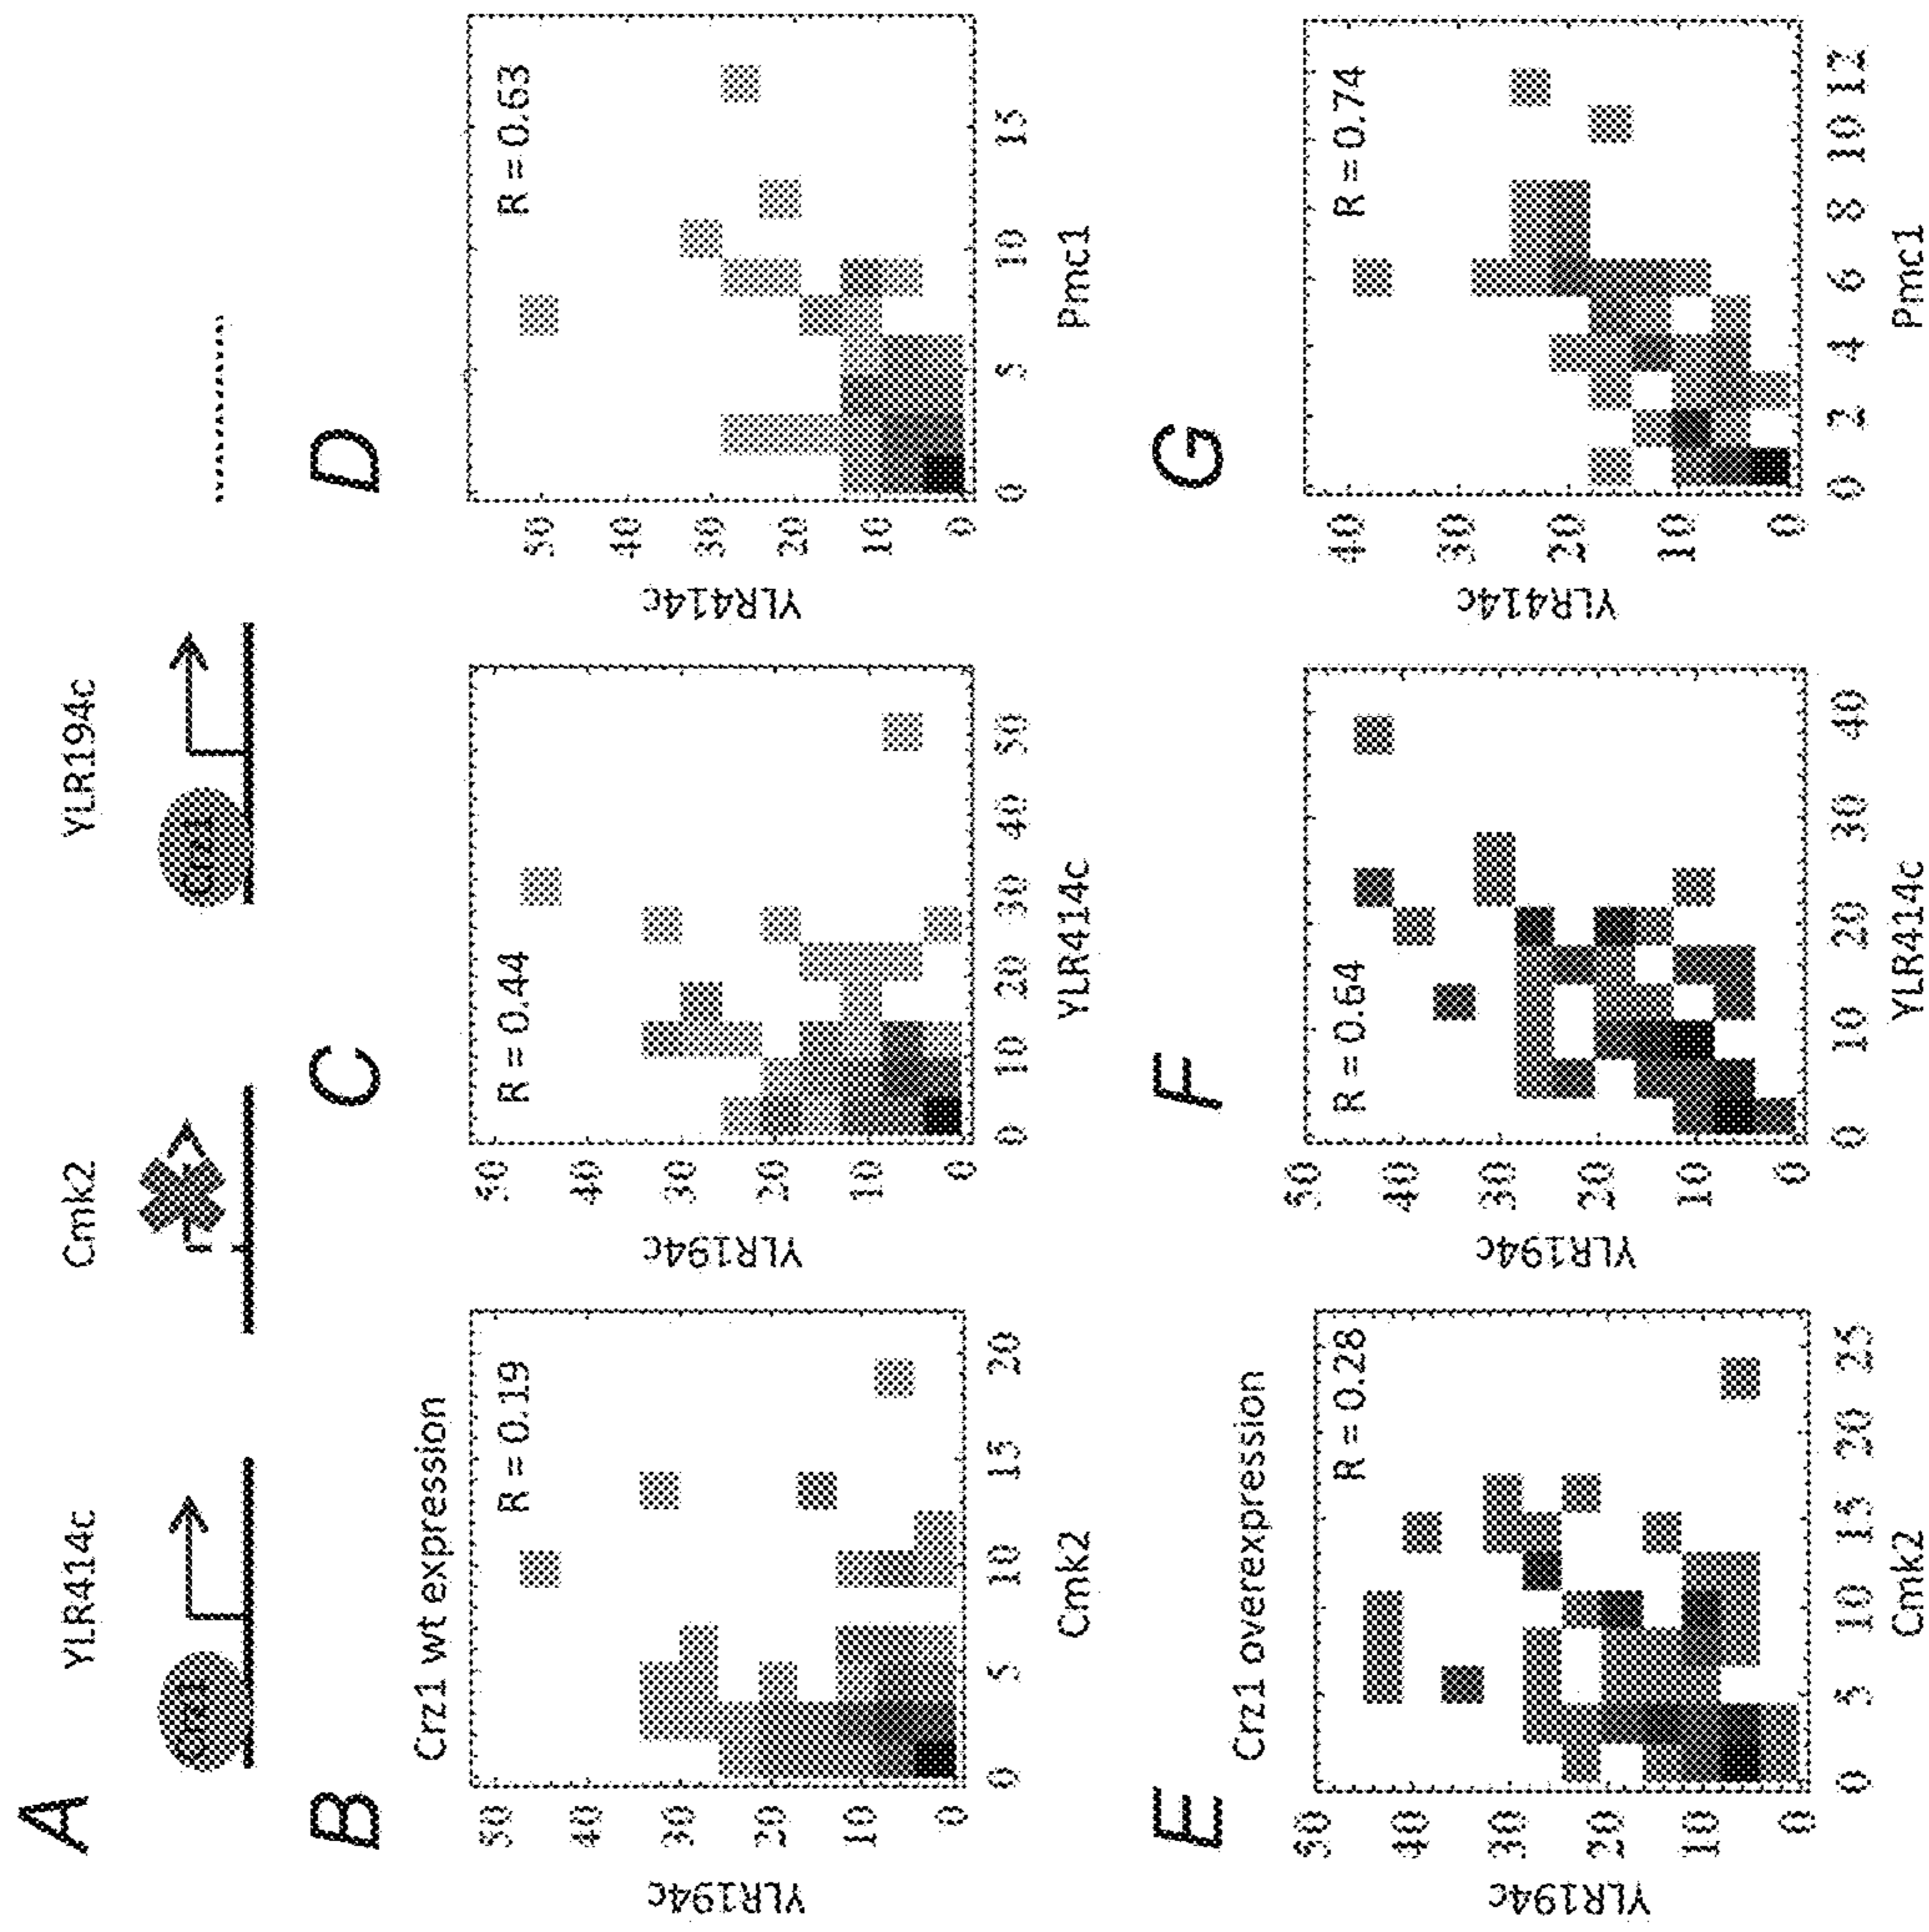 A
YLR414c
Cmk2
YLR194c
B
Crz1 wt expression
R = 0.19
YLR194c
50
40
30
20
10
0
0 5 10 15 20
Cmk2
C
R = 0.44
YLR194c
50
40
30
20
10
0
0 10 20 30 40 50
YLR414c
D
R = 0.63
YLR414c
50
40
30
20
10
0
0 5 10 15
Pmc1
E
Crz1 overexpression
R = 0.28
YLR194c
50
40
30
20
10
0
0 5 10 15 20 25
Cmk2
F
R = 0.64
YLR194c
50
40
30
20
10
0
0 10 20 30 40
YLR414c
G
R = 0.74
YLR414c
40
30
20
10
0
0 2 4 6 8 10 12
Pmc1